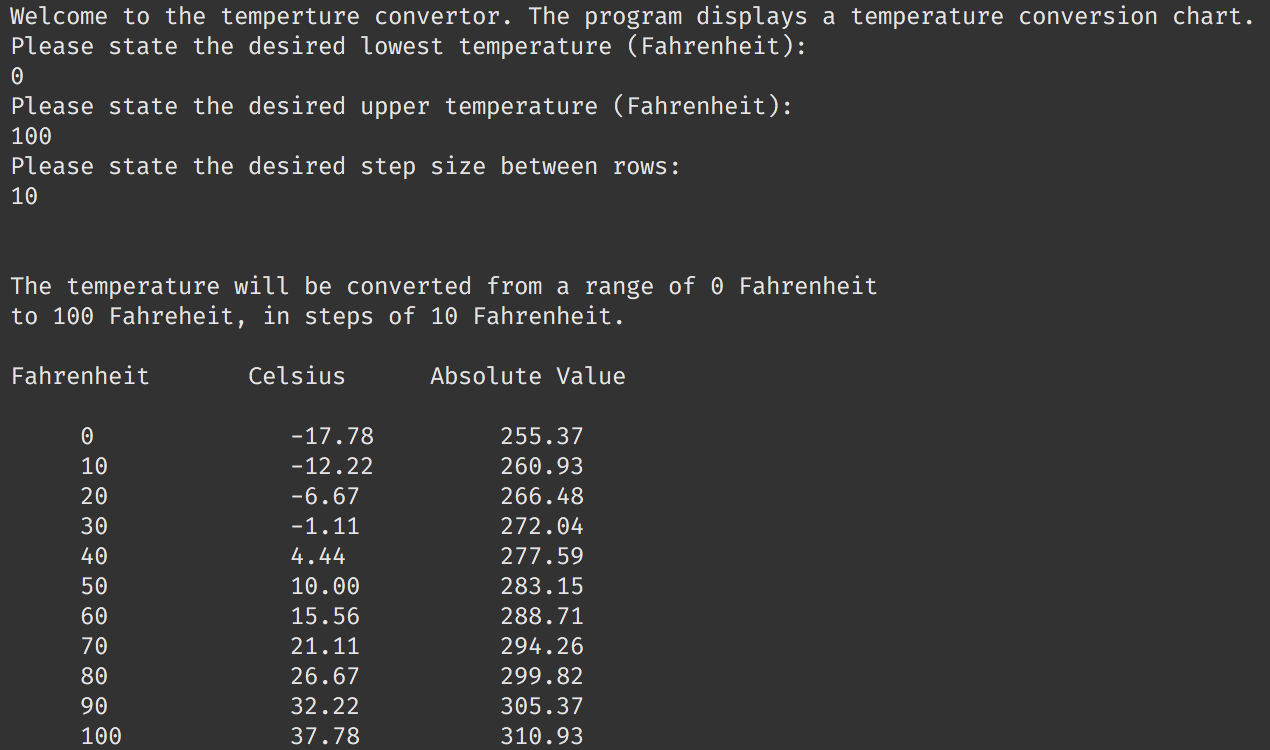 Welcome to the temperture convertor. The program displays a temperature conversion chart.
Please state the desired lowest temperature (Fahrenheit):
0
Please state the desired upper temperature (Fahrenheit):
100
Please state the desired step size between rows:
10
The temperature will be converted from a range of 0 Fahrenheit
to 100 Fahreheit, in steps of 10 Fahrenheit.
Fahrenheit Celsius Absolute Value
0 -17.78 255.37
10 -12.22 260.93
20 -6.67 266.48
30 -1.11 272.04
40 4.44 277.59
50 10.00 283.15
60 15.56 288.71
70 21.11 294.26
80 26.67 299.82
90 32.22 305.37
100 37.78 310.93